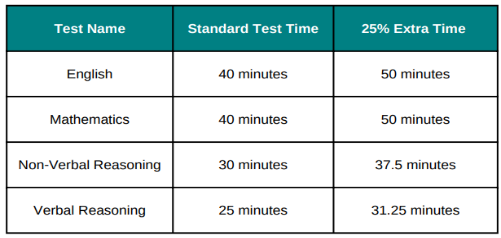 Test Name Standard Test Time 25% Extra Time
English 40 minutes 50 minutes
Mathematics 40 minutes 50 minutes
Non-Verbal Reasoning 30 minutes 37.5 minutes
Verbal Reasoning 25 minutes 31.25 minutes